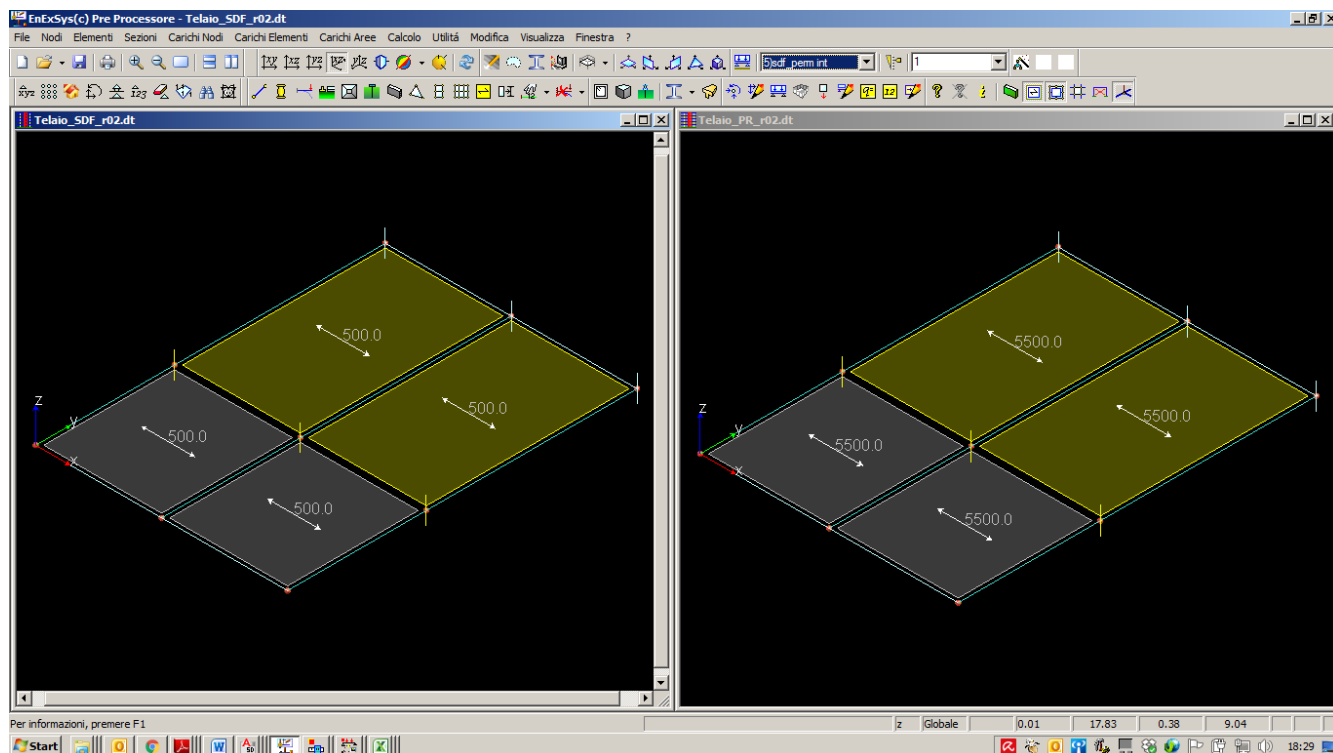 EnExSys(c) Pre Processore - Telaio_SDF_r02.dt
File Nodi Elementi Sezioni Carichi Nodi Carichi Elementi Carichi Aree Calcolo Utilitá Modifica Visualizza Finestra ?
5)sdf_perm int 1
Telaio_SDF_r02.dt
Telaio_PR_r02.dt
500.0
500.0
500.0
500.0
z
y
x
5500.0
5500.0
5500.0
5500.0
z
y
x
Per informazioni, premere F1
z Globale 0.01 17.83 0.38 9.04
Start 18:29